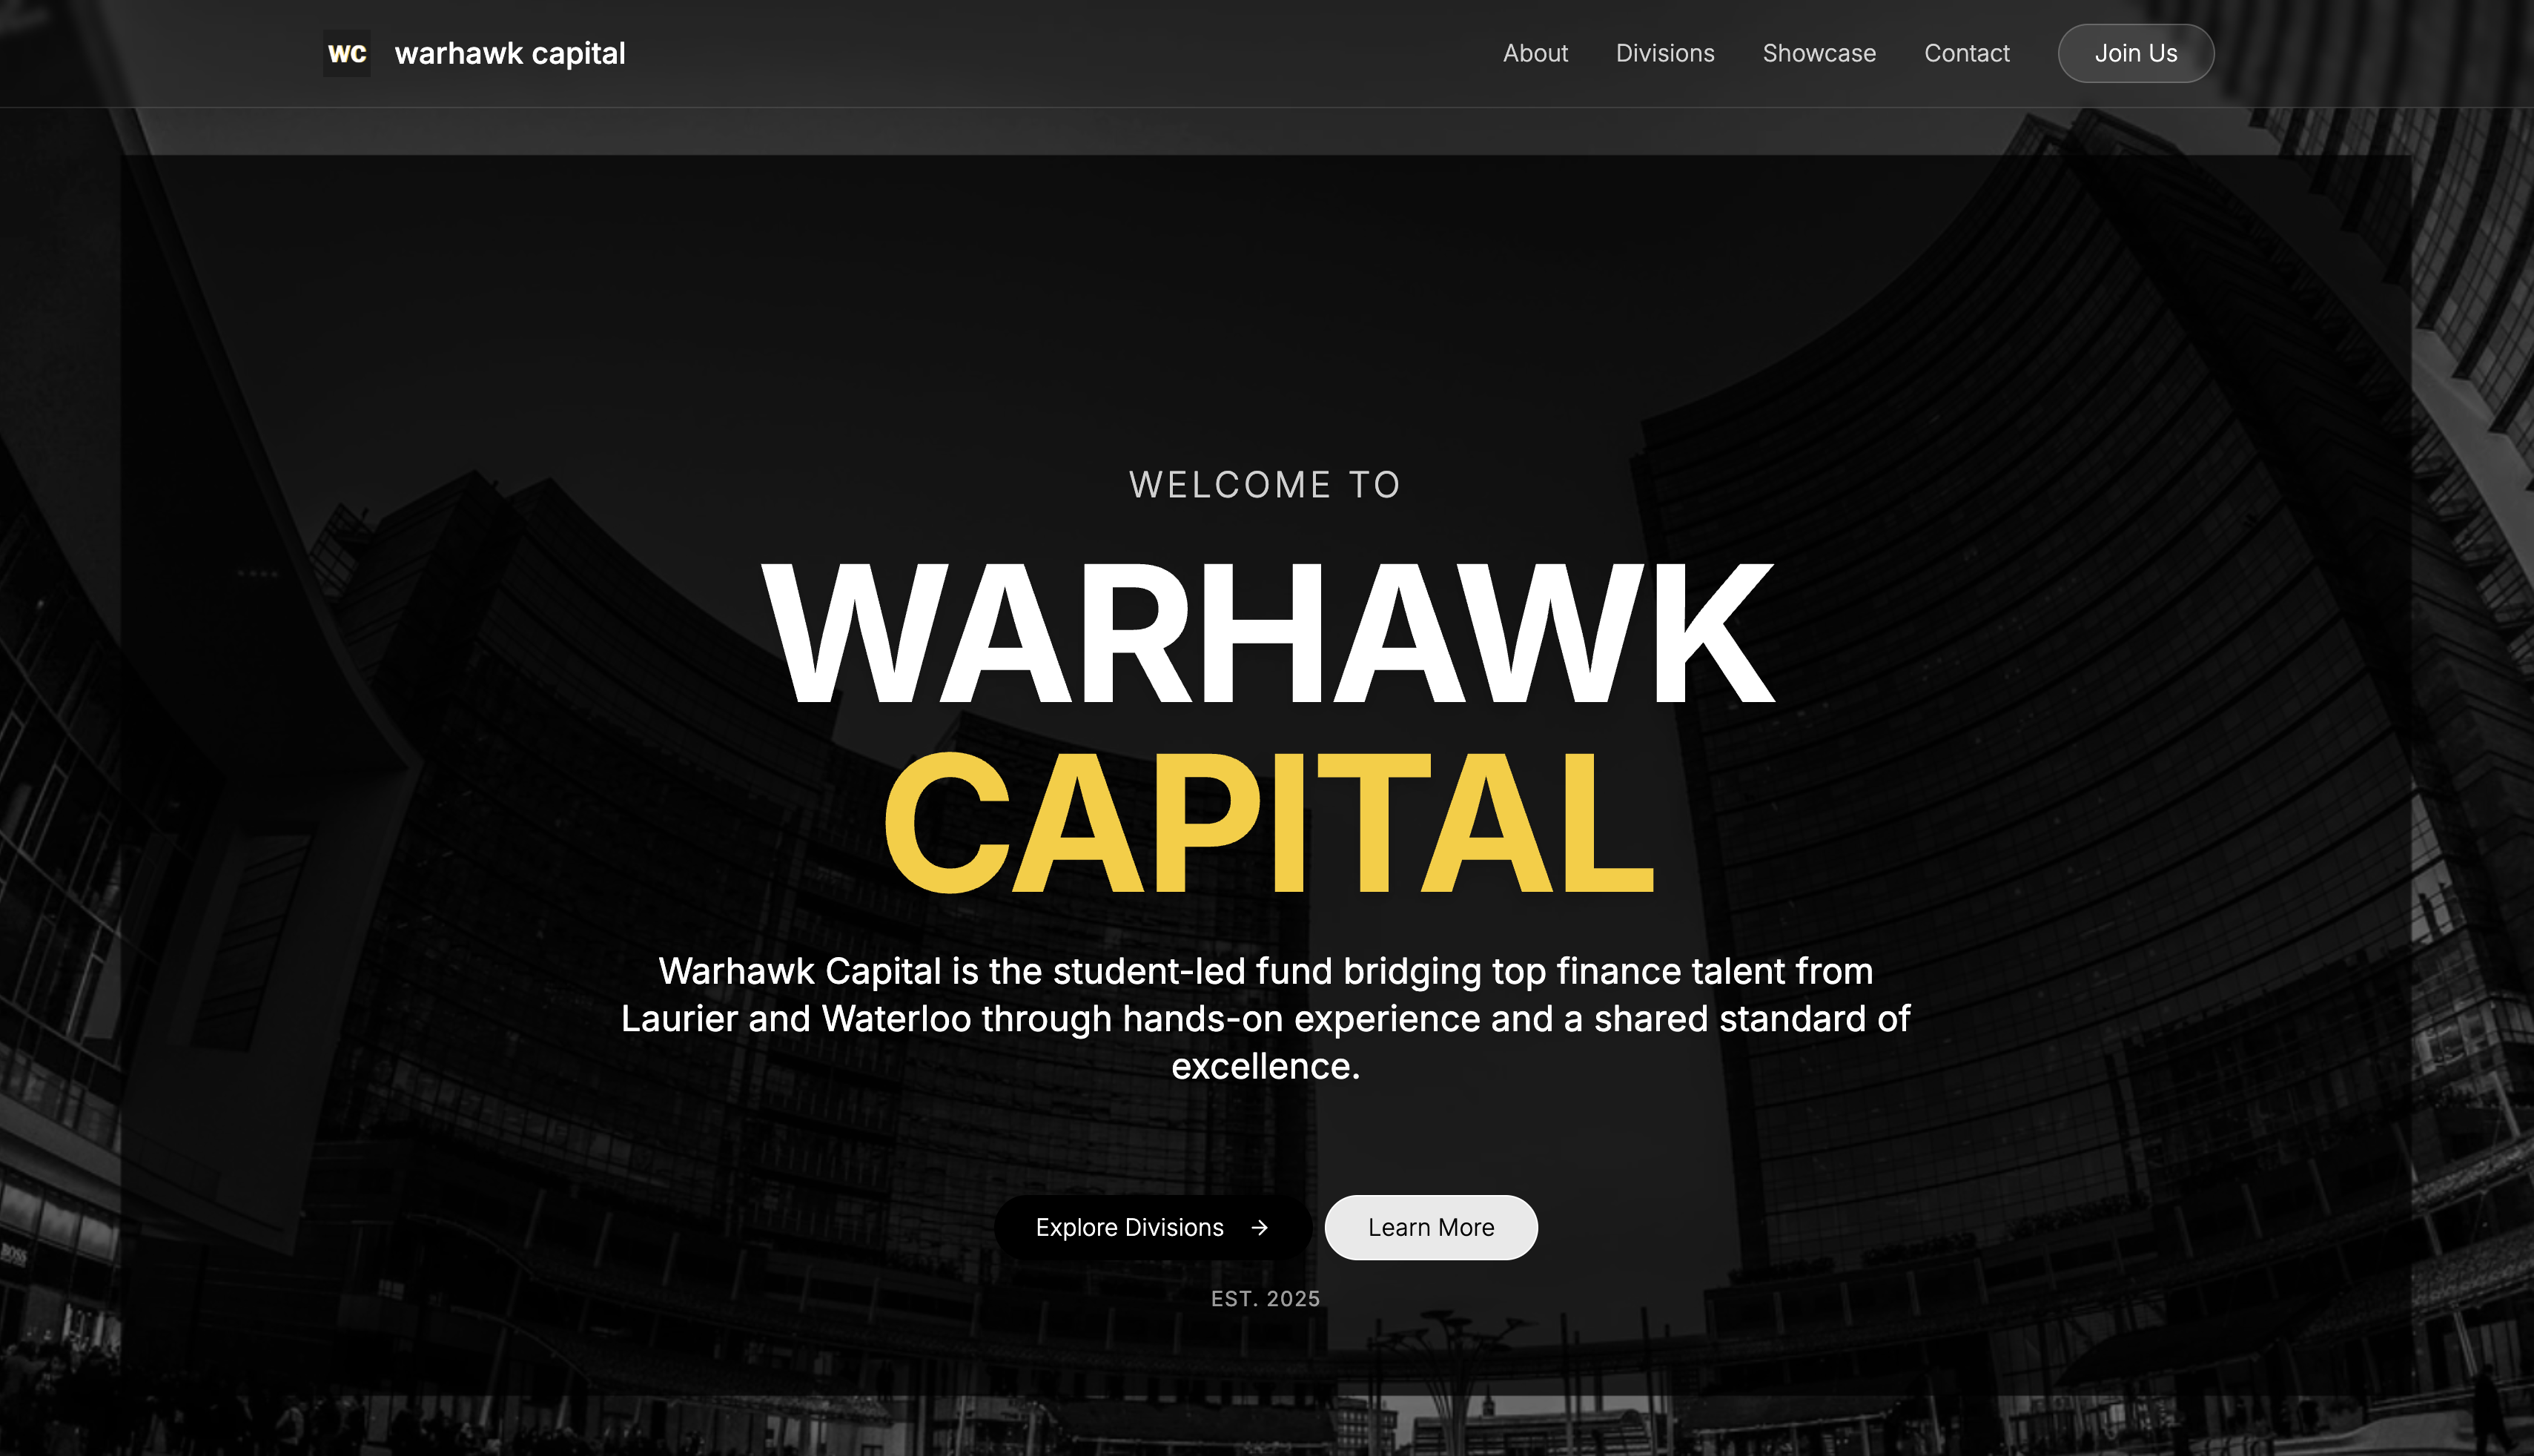 WC warhawk capital About Divisions Showcase Contact Join Us
WELCOME TO
WARHAWK
CAPITAL
Warhawk Capital is the student-led fund bridging top finance talent from
Laurier and Waterloo through hands-on experience and a shared standard of
excellence.
Explore Divisions → Learn More
BOSS
EST. 2025